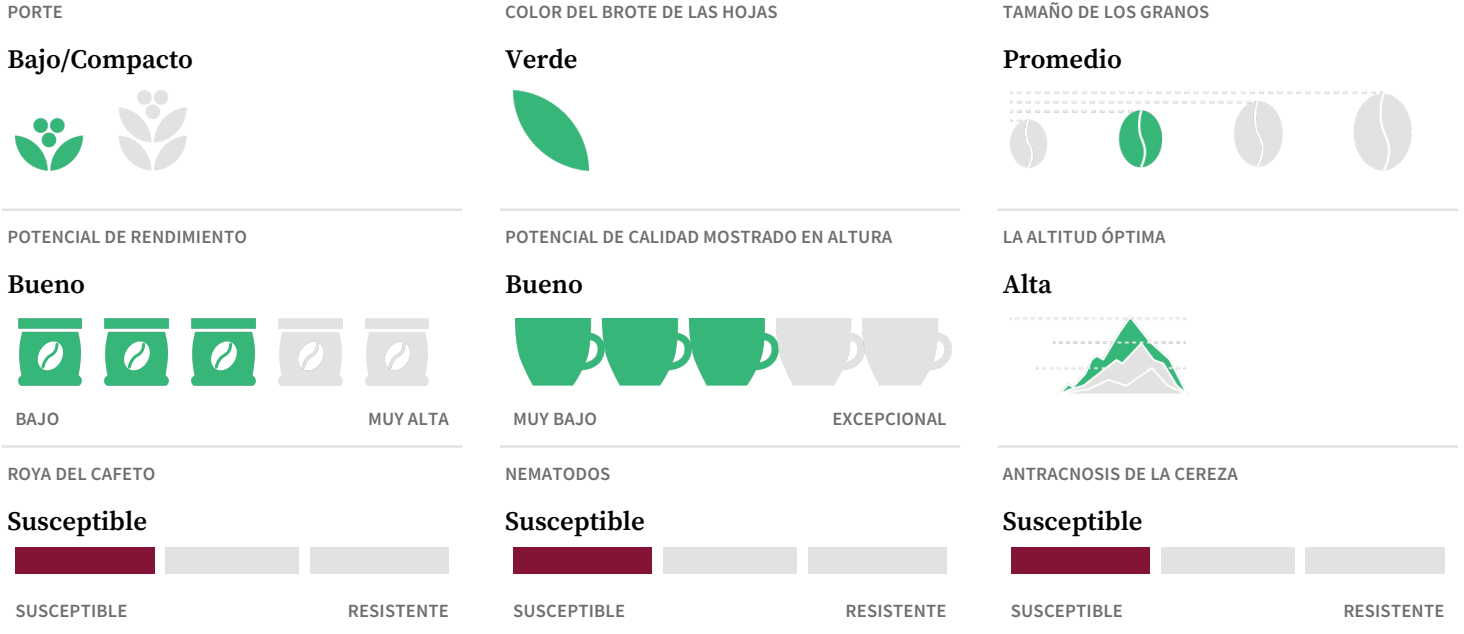 PORTE
Bajo/Compacto
COLOR DEL BROTE DE LAS HOJAS
Verde
TAMAÑO DE LOS GRANOS
Promedio
POTENCIAL DE RENDIMIENTO
Bueno
BAJO
MUY ALTA
POTENCIAL DE CALIDAD MOSTRADO EN ALTURA
Bueno
MUY BAJO
EXCEPCIONAL
LA ALTITUD ÓPTIMA
Alta
ROYA DEL CAFETO
Susceptible
SUSCEPTIBLE
RESISTENTE
NEMATODOS
Susceptible
SUSCEPTIBLE
RESISTENTE
ANTRACNOSIS DE LA CEREZA
Susceptible
SUSCEPTIBLE
RESISTENTE